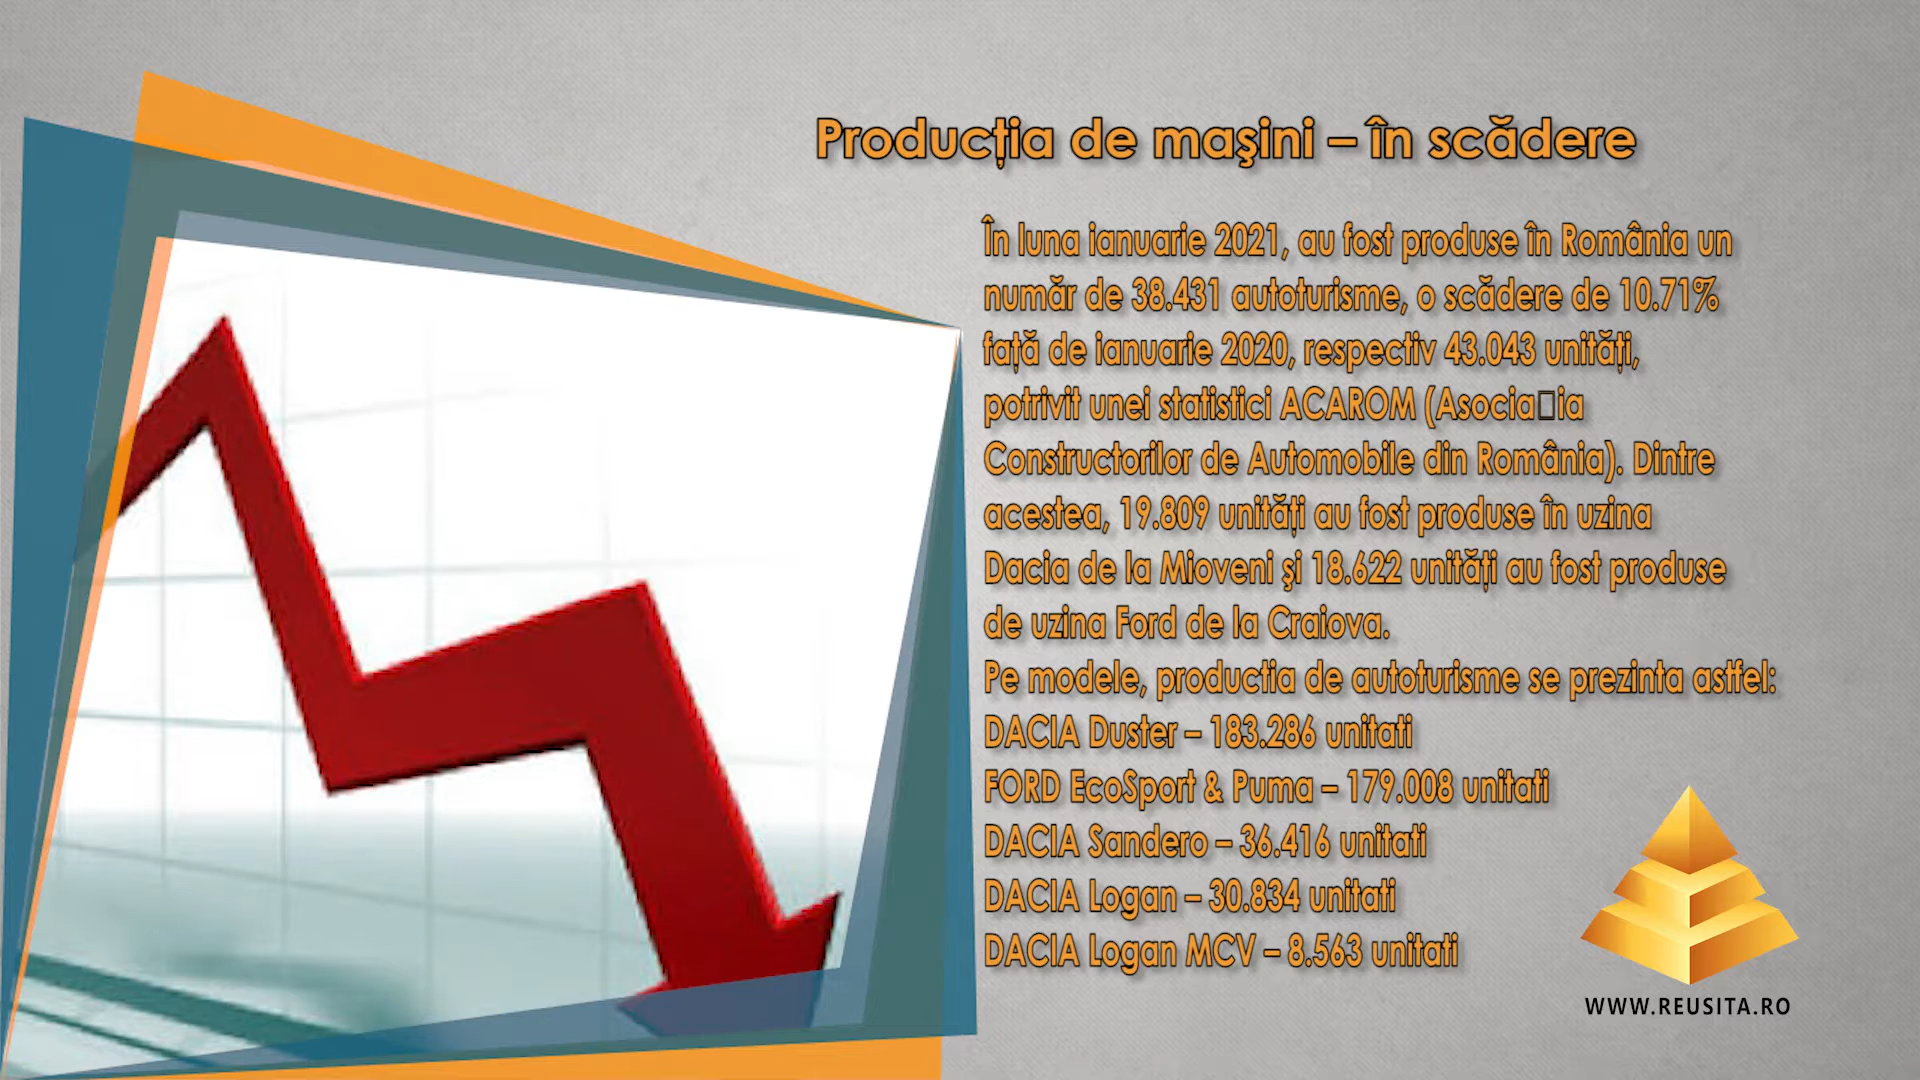 Producția de maşini – în scădere
În luna ianuarie 2021, au fost produse în România un
număr de 38.431 autoturisme, o scădere de 10.71%
față de ianuarie 2020, respectiv 43.043 unități,
potrivit unei statistici ACAROM (Asocia□ia
Constructorilor de Automobile din România). Dintre
acestea, 19.809 unități au fost produse în uzina
Dacia de la Mioveni şi 18.622 unități au fost produse
de uzina Ford de la Craiova.
Pe modele, productia de autoturisme se prezinta astfel:
DACIA Duster – 183.286 unitati
FORD EcoSport & Puma – 179.008 unitati
DACIA Sandero – 36.416 unitati
DACIA Logan – 30.834 unitati
DACIA Logan MCV – 8.563 unitati
WWW.REUSITA.RO